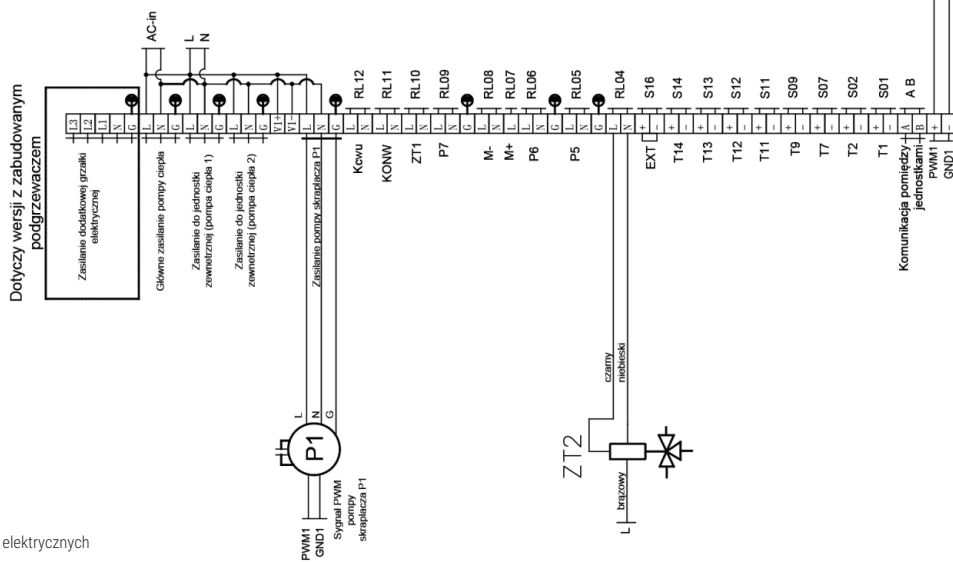 Dotyczy wersji z zabudowanym
podgrzewaczem
AC-in
L
N
RL12
RL11
RL10
RL09
RL08
RL07
RL06
RL05
RL04
S16
S14
S13
S12
S11
S09
S07
S02
S01
A B
L3
L2
L1
N
G
L
N
G
L
N
G
L
N
G
V1+
V1-
L
N
G
L
N
L
N
L
N
L
N
G
L
N
L
L
N
G
L
N
G
L
N
+
-
+
-
+
-
+
-
+
-
+
-
+
-
+
-
+
-
A
B
+
-
Zasilanie dodatkowej grzałki
elektrycznej
Główne zasilanie pompy ciepła
Zasilanie do jednostki
zewnetrznej (pompa ciepła 1)
Zasilanie do jednostki
zewnetrznej (pompa ciepła 2)
Zasilanie pompy skraplacza P1
Kcwu
KONW
ZT1
P7
M-
M+
P6
P5
EXT
T14
T13
T12
T11
T9
T7
T2
T1
Komunikacja pomiędzy
jednostkami
PWM1
GND1
czarny
niebieski
L
N
G
P1
ZT2
brązowy
L
PWM1
GND1
Sygnał PWM
pompy
skraplacza P1
elektrycznych